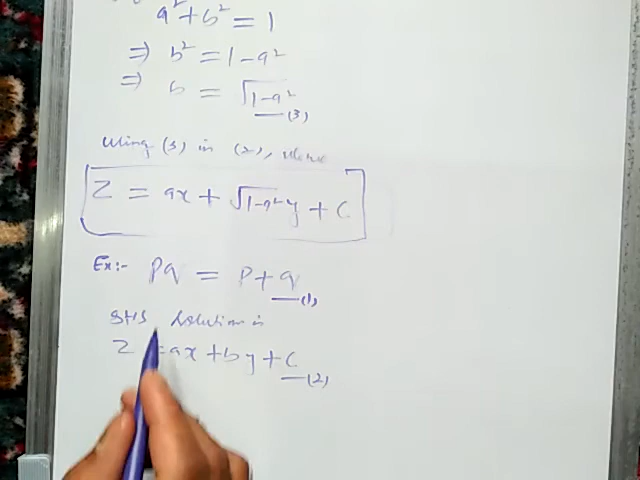 a² + b² = 1
⇒ b² = 1 - a²
⇒ b = √1-a² —(3)
Using (3) in (2), we
Z = ax + √1-a² y + C
Ex:- Pq = P + q —(1)
Its solution is
Z = ax + by + C —(2)